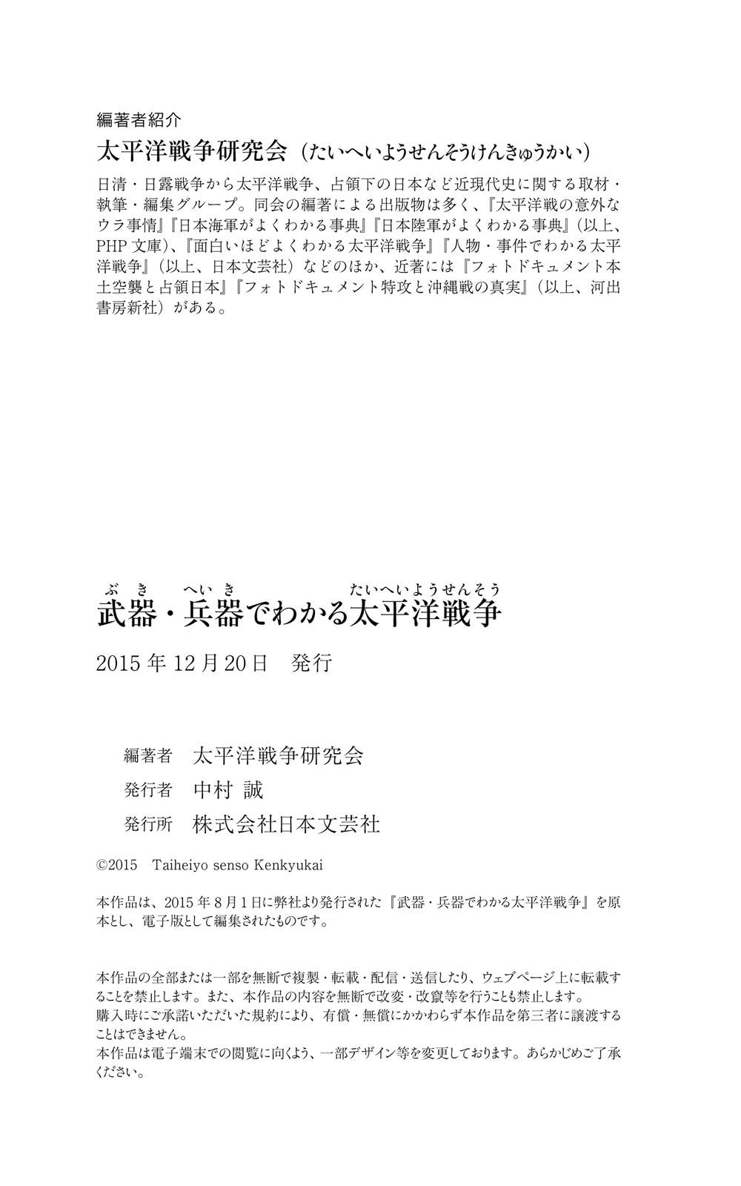 編著者紹介
太平洋戦争研究会（たいへいようせんそうけんきゅうかい）
日清・日露戦争から太平洋戦争、占領下の日本など近現代史に関する取材・
執筆・編集グループ。同会の編著による出版物は多く、『太平洋戦の意外な
ウラ事情』『日本海軍がよくわかる事典』『日本陸軍がよくわかる事典』（以上、
PHP 文庫）、『面白いほどよくわかる太平洋戦争』『人物・事件でわかる太平
洋戦争』（以上、日本文芸社）などのほか、近著には『フォトドキュメント本
土空襲と占領日本』『フォトドキュメント特攻と沖縄戦の真実』（以上、河出
書房新社）がある。
ぶき へいき たいへいようせんそう
武器・兵器でわかる太平洋戦争
2015 年 12 月 20 日　発行
編著者　太平洋戦争研究会
発行者　中村 誠
発行所　株式会社日本文芸社
©2015　Taiheiyo senso Kenkyukai
本作品は、2015 年 8 月 1 日に弊社より発行された『武器・兵器でわかる太平洋戦争』を原
本とし、電子版として編集されたものです。
本作品の全部または一部を無断で複製・転載・配信・送信したり、ウェブページ上に転載す
ることを禁止します。また、本作品の内容を無断で改変・改竄等を行うことも禁止します。
購入時にご承諾いただいた規約により、有償・無償にかかわらず本作品を第三者に譲渡する
ことはできません。
本作品は電子端末での閲覧に向くよう、一部デザイン等を変更しております。あらかじめご了承
ください。